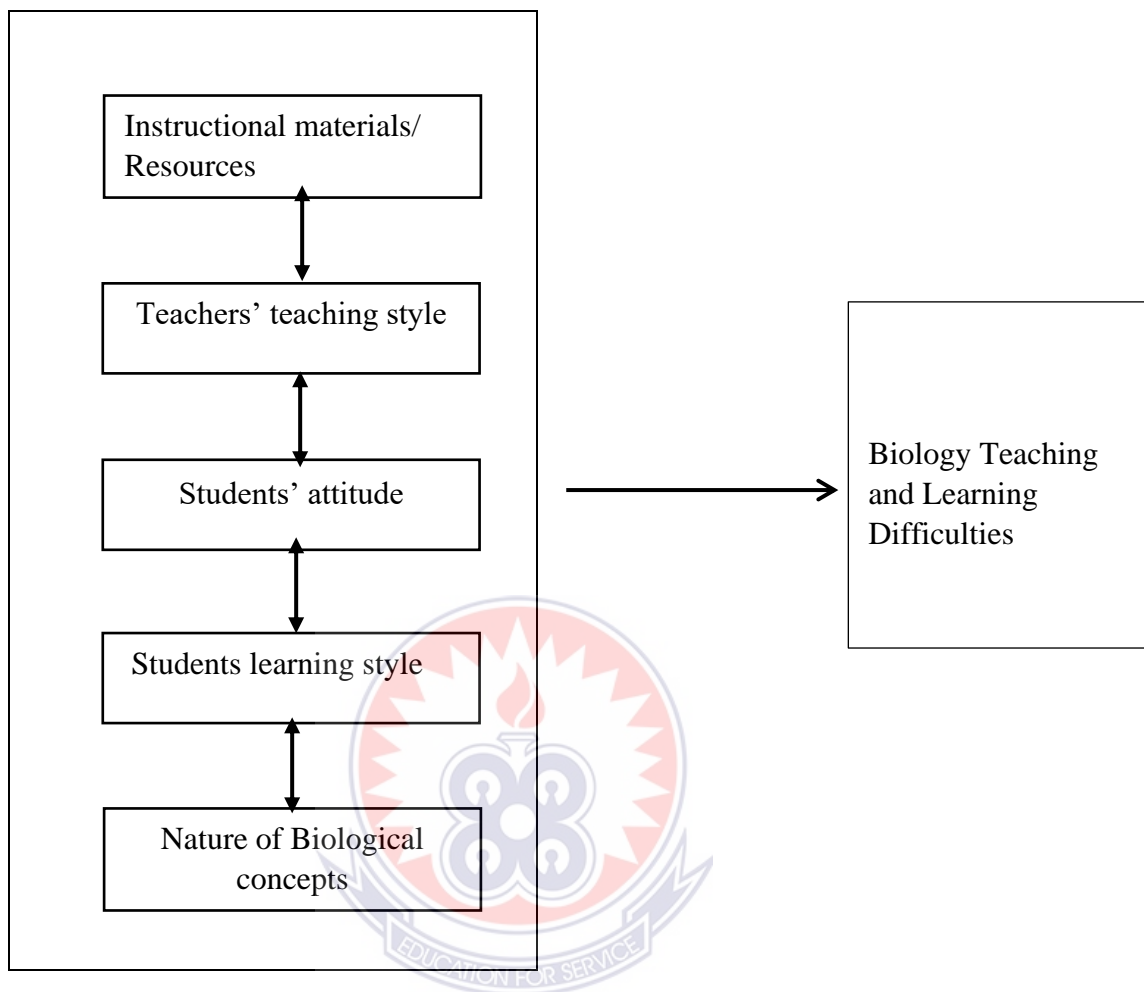 Instructional materials/
Resources
Teachers’ teaching style
Students’ attitude
Students learning style
Nature of Biological
concepts
Biology Teaching
and Learning
Difficulties
EDUCATION FOR SERVICE